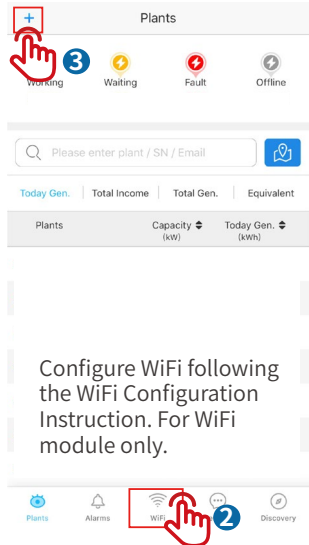 + Plants
3
Working Waiting Fault Offline
Please enter plant / SN / Email
Today Gen. Total Income Total Gen. Equivalent
Plants Capacity Today Gen.
(kW) (kWh)
Configure WiFi following
the WiFi Configuration
Instruction. For WiFi
module only.
2
Plants Alarms WiFi Discovery